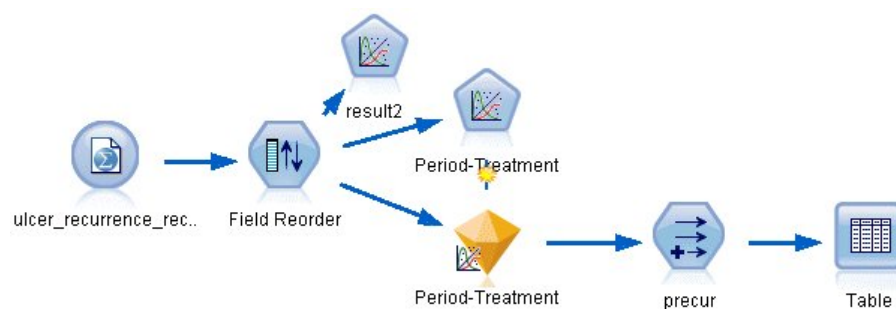 result2
Period-Treatment
ulcer_recurrence_rec..
Field Reorder
Period-Treatment
precur
Table